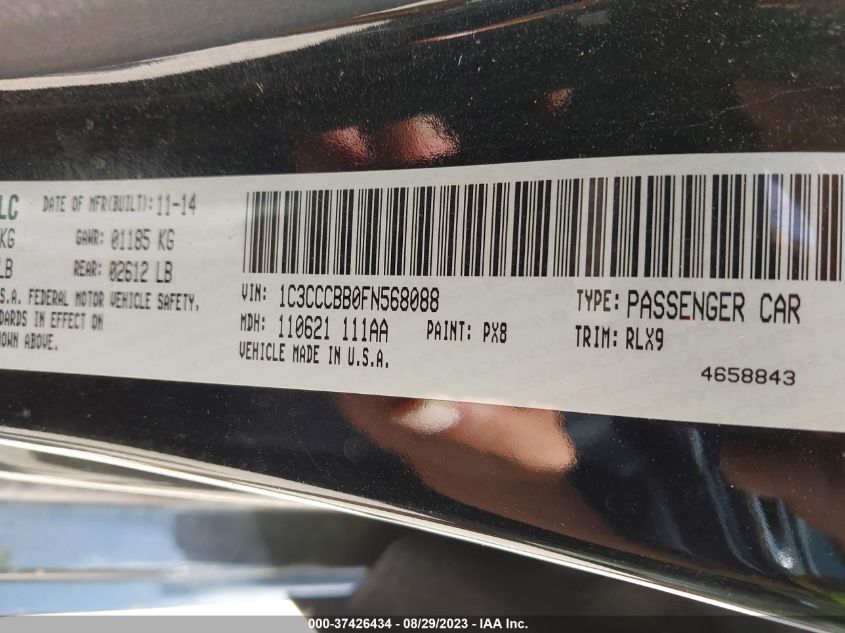 LC DATE OF MFR(BUILT): 11-14
KG GAWR: 01185 KG
LB REAR: 02612 LB
S.A. FEDERAL MOTOR VEHICLE SAFETY,
DARDS IN EFFECT ON
OWN ABOVE.
VIN: 1C3CCCBB0FN568088 TYPE: PASSENGER CAR
MDH: 110621 111AA PAINT: PX8 TRIM: RLX9
VEHICLE MADE IN U.S.A.
4658843
000-37426434 - 08/29/2023 - IAA Inc.